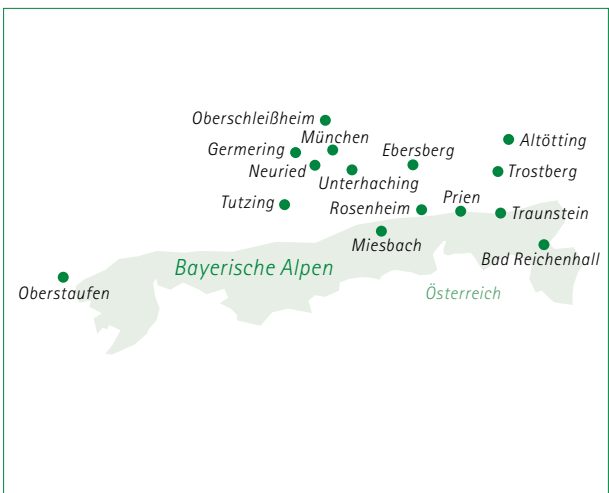 Oberschleißheim
München
Altötting
Germering
Ebersberg
Neuried
Trostberg
Unterhaching
Tutzing
Prien
Rosenheim
Traunstein
Miesbach
Bad Reichenhall
Bayerische Alpen
Oberstaufen
Österreich